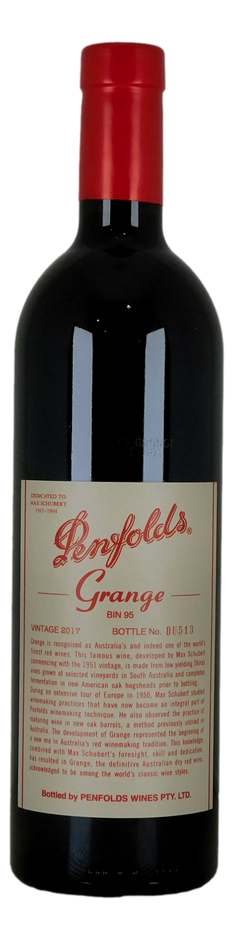 DEDICATED TO
MAX SCHUBERT
1915-1994
Penfolds.
Grange
BIN 95
VINTAGE 2017 BOTTLE No. DU513
Grange is recognised as Australia's and indeed one of the world's
finest red wines. This famous wine, developed by Max Schubert
commencing with the 1951 vintage, is made from low yielding Shiraz
vines grown at selected vineyards in South Australia and completes
fermentation in new American oak hogsheads prior to bottling.
During an extensive tour of Europe in 1950, Max Schubert studied
winemaking practices that have now become an integral part of
Penfolds winemaking technique. He also observed the practice of
maturing wine in new oak barrels, a method previously untried in
Australia. The development of Grange represented the beginning of
a new era in Australia's red winemaking tradition. This knowledge,
combined with Max Schubert's foresight, skill and dedication,
has resulted in Grange, the definitive Australian dry red wine,
acknowledged to be among the world's classic wine styles.
Bottled by PENFOLDS WINES PTY. LTD.